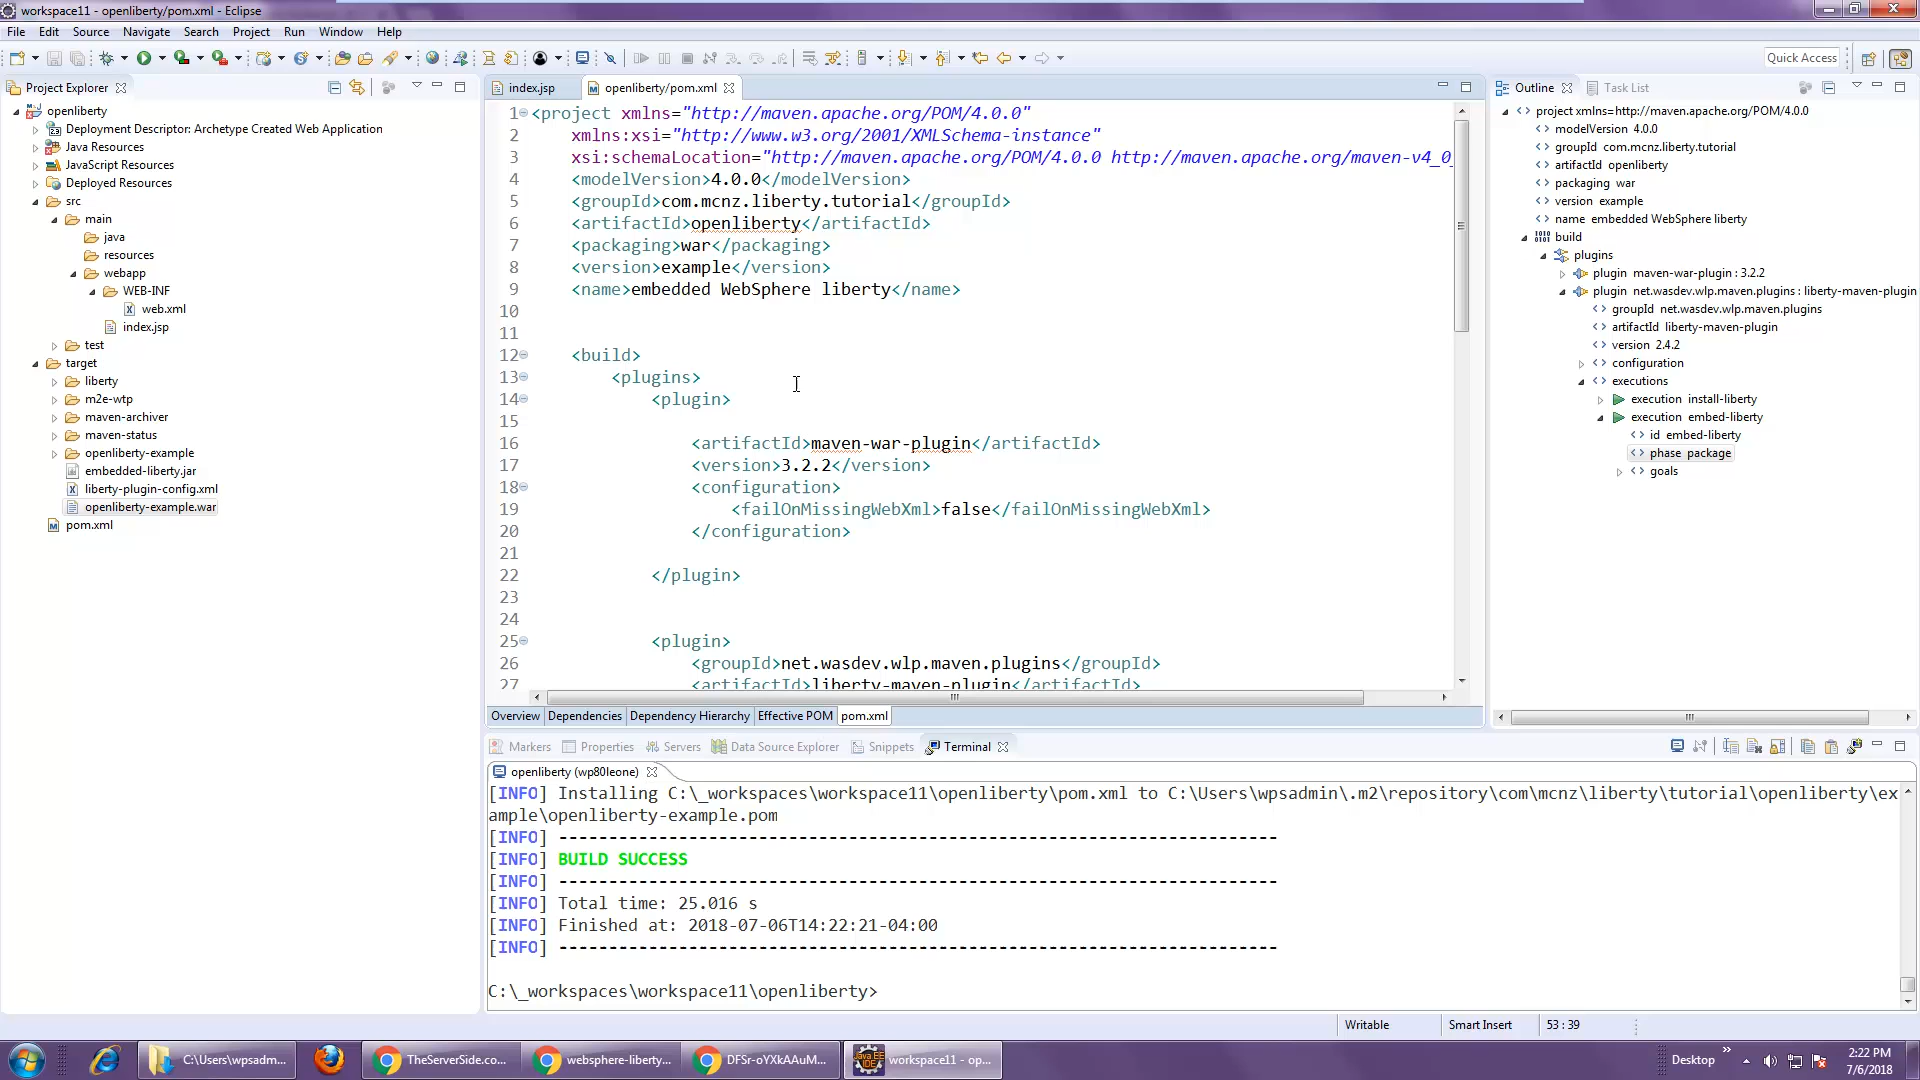 workspace11 - openliberty/pom.xml - Eclipse
File Edit Source Navigate Search Project Run Window Help
Quick Access
Project Explorer
openliberty
Deployment Descriptor: Archetype Created Web Application
Java Resources
JavaScript Resources
Deployed Resources
src
main
java
resources
webapp
WEB-INF
web.xml
index.jsp
test
target
liberty
m2e-wtp
maven-archiver
maven-status
openliberty-example
embedded-liberty.jar
liberty-plugin-config.xml
openliberty-example.war
pom.xml
index.jsp openliberty/pom.xml
1 <project xmlns="http://maven.apache.org/POM/4.0.0"
2 xmlns:xsi="http://www.w3.org/2001/XMLSchema-instance"
3 xsi:schemaLocation="http://maven.apache.org/POM/4.0.0 http://maven.apache.org/maven-v4_0_
4 <modelVersion>4.0.0</modelVersion>
5 <groupId>com.mcnz.liberty.tutorial</groupId>
6 <artifactId>openliberty</artifactId>
7 <packaging>war</packaging>
8 <version>example</version>
9 <name>embedded WebSphere liberty</name>
10
11
12 <build>
13 <plugins>
14 <plugin>
15
16 <artifactId>maven-war-plugin</artifactId>
17 <version>3.2.2</version>
18 <configuration>
19 <failOnMissingWebXml>false</failOnMissingWebXml>
20 </configuration>
21
22 </plugin>
23
24
25 <plugin>
26 <groupId>net.wasdev.wlp.maven.plugins</groupId>
27 <artifactId>liberty-maven-plugin</artifactId>
Overview Dependencies Dependency Hierarchy Effective POM pom.xml
Outline Task List
project xmlns=http://maven.apache.org/POM/4.0.0
modelVersion 4.0.0
groupId com.mcnz.liberty.tutorial
artifactId openliberty
packaging war
version example
name embedded WebSphere liberty
build
plugins
plugin maven-war-plugin : 3.2.2
plugin net.wasdev.wlp.maven.plugins : liberty-maven-plugin
groupId net.wasdev.wlp.maven.plugins
artifactId liberty-maven-plugin
version 2.4.2
configuration
executions
execution install-liberty
execution embed-liberty
id embed-liberty
phase package
goals
Markers Properties Servers Data Source Explorer Snippets Terminal
openliberty (wp80leone)
[INFO] Installing C:\_workspaces\workspace11\openliberty\pom.xml to C:\Users\wpsadmin\.m2\repository\com\mcnz\liberty\tutorial\openliberty\ex
ample\openliberty-example.pom
[INFO] ------------------------------------------------------------------------
[INFO] BUILD SUCCESS
[INFO] ------------------------------------------------------------------------
[INFO] Total time: 25.016 s
[INFO] Finished at: 2018-07-06T14:22:21-04:00
[INFO] ------------------------------------------------------------------------
C:\_workspaces\workspace11\openliberty>
Writable Smart Insert 53 : 39
C:\Users\wpsadm... TheServerSide.co... websphere-liberty... DFSr-oYXkAAuM... workspace11 - op... Desktop 2:22 PM
7/6/2018